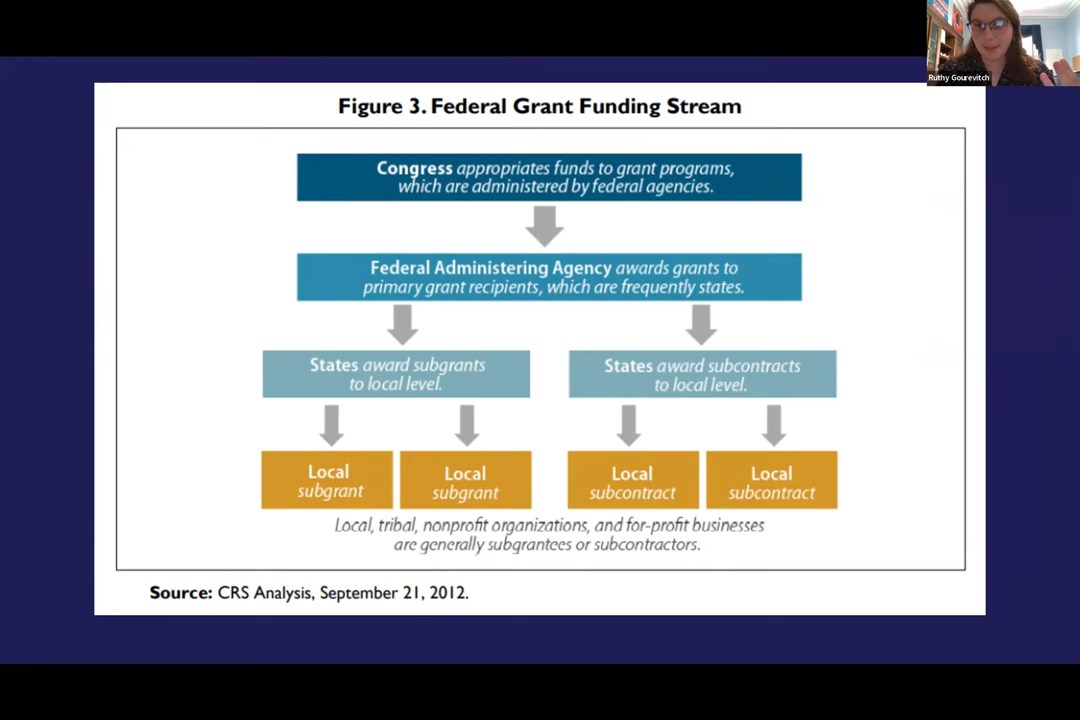 Ruthy Gourevitch
Figure 3. Federal Grant Funding Stream
Congress appropriates funds to grant programs,
which are administered by federal agencies.
Federal Administering Agency awards grants to
primary grant recipients, which are frequently states.
States award subgrants
to local level.
States award subcontracts
to local level.
Local
subgrant
Local
subgrant
Local
subcontract
Local
subcontract
Local, tribal, nonprofit organizations, and for-profit businesses
are generally subgrantees or subcontractors.
Source: CRS Analysis, September 21, 2012.